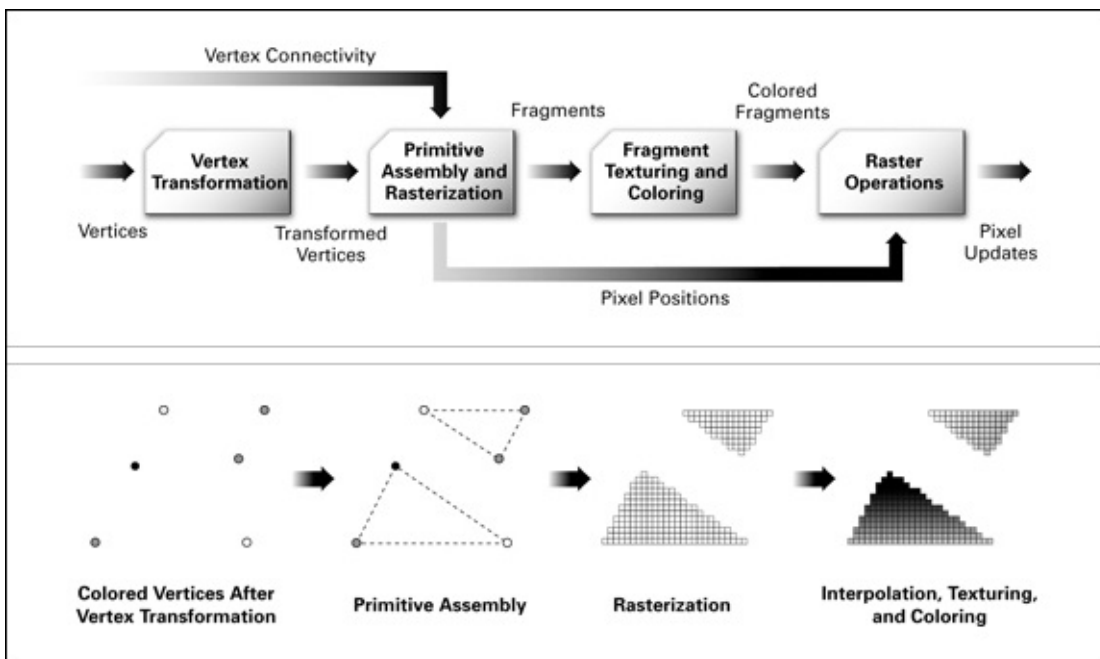 Vertex Connectivity
Vertices
Vertex
Transformation
Transformed
Vertices
Primitive
Assembly and
Rasterization
Fragments
Fragment
Texturing and
Coloring
Colored
Fragments
Raster
Operations
Pixel
Updates
Pixel Positions
Colored Vertices After
Vertex Transformation
Primitive Assembly
Rasterization
Interpolation, Texturing,
and Coloring